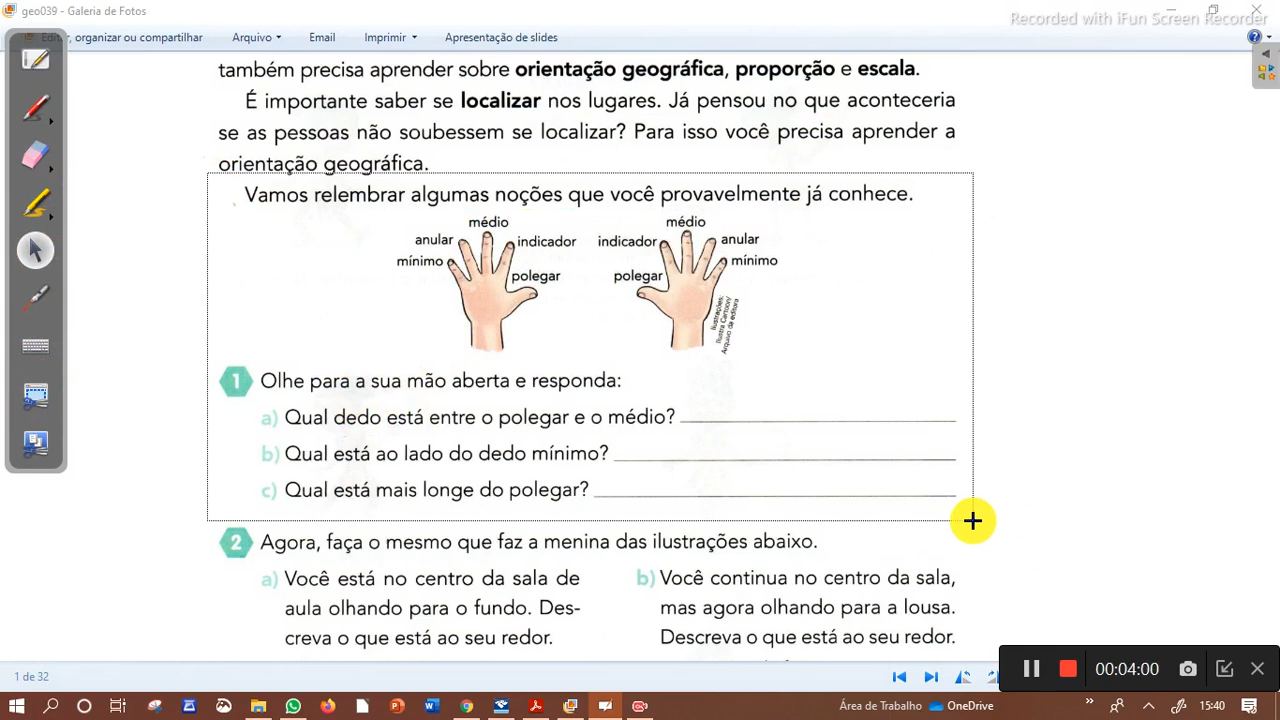 geo039 - Galeria de Fotos
Recorded with iFun Screen Recorder
Editar, organizar ou compartilhar Arquivo Email Imprimir Apresentação de slides
também precisa aprender sobre orientação geográfica, proporção e escala.
É importante saber se localizar nos lugares. Já pensou no que aconteceria
se as pessoas não soubessem se localizar? Para isso você precisa aprender a
orientação geográfica.
Vamos relembrar algumas noções que você provavelmente já conhece.
médio
anular
indicador
mínimo
polegar
médio
indicador
anular
mínimo
polegar
Ilustrações:
Ilustra Cartoon/
Arquivo da editora
1 Olhe para a sua mão aberta e responda:
a) Qual dedo está entre o polegar e o médio?
b) Qual está ao lado do dedo mínimo?
c) Qual está mais longe do polegar?
2 Agora, faça o mesmo que faz a menina das ilustrações abaixo.
a) Você está no centro da sala de
aula olhando para o fundo. Des-
creva o que está ao seu redor.
b) Você continua no centro da sala,
mas agora olhando para a lousa.
Descreva o que está ao seu redor.
1 de 32
00:04:00
Área de Trabalho OneDrive 15:40